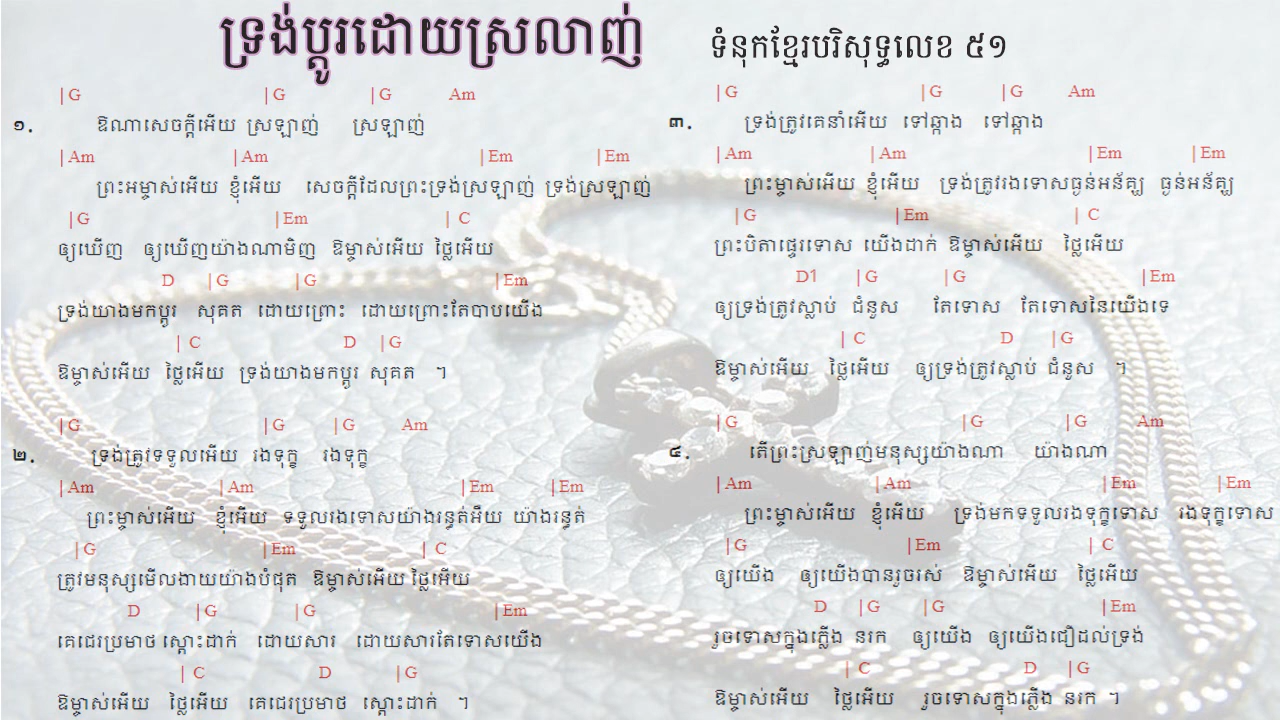 ទ្រង់ប្ដូរដោយស្រលាញ់
ទំនុកខ្មែរបរិសុទ្ធលេខ ៥១
|G |G |G Am
១. ឱណាសេចក្ដីអើយ ស្រឡាញ់ ស្រឡាញ់
|Am |Am |Em |Em
ព្រះអម្ចាស់អើយ ខ្ញុំអើយ សេចក្ដីដែលព្រះទ្រង់ស្រឡាញ់ ទ្រង់ស្រឡាញ់
|G |Em | C
ឲ្យឃើញ ឲ្យឃើញយ៉ាងណាមិញ ឱម្ចាស់អើយ ថ្លៃអើយ
D |G |G |Em
ទ្រង់យាងមកប្ដូរ សុគត ដោយព្រោះ ដោយព្រោះតែបាបយើង
| C D |G
ឱម្ចាស់អើយ ថ្លៃអើយ ទ្រង់យាងមកប្ដូរ សុគត ។
|G |G |G Am
២. ទ្រង់ត្រូវទទួលអើយ រងទុក្ខ រងទុក្ខ
|Am |Am |Em |Em
ព្រះម្ចាស់អើយ ខ្ញុំអើយ ទទួលរងទោសយ៉ាងរន្ធត់អីយ យ៉ាងរន្ធត់
|G |Em | C
ត្រូវមនុស្សមើលងាយយ៉ាងបំផុត ឱម្ចាស់អើយ ថ្លៃអើយ
D |G |G |Em
គេជេរប្រមាថ ស្ដោះដាក់ ដោយសារ ដោយសារតែទោសយើង
| C D |G
ឱម្ចាស់អើយ ថ្លៃអើយ គេជេរប្រមាថ ស្ដោះដាក់ ។
|G |G |G Am
៣. ទ្រង់ត្រូវគេនាំអើយ ទៅឆ្កាង ទៅឆ្កាង
|Am |Am |Em |Em
ព្រះម្ចាស់អើយ ខ្ញុំអើយ ទ្រង់ត្រូវរងទោសធ្ងន់អន័គ្ឃ ធ្ងន់អន័គ្ឃ
|G |Em | C
ព្រះបិតាផ្ទេរទោស យើងដាក់ ឱម្ចាស់អើយ ថ្លៃអើយ
D1 |G |G |Em
ឲ្យទ្រង់ត្រូវស្លាប់ ជំនួស តែទោស តែទោសនៃយើងទេ
| C D |G
ឱម្ចាស់អើយ ថ្លៃអើយ ឲ្យទ្រង់ត្រូវស្លាប់ ជំនួស ។
|G |G |G Am
៤. តើព្រះស្រឡាញ់មនុស្សយ៉ាងណា យ៉ាងណា
|Am |Am |Em |Em
ព្រះម្ចាស់អើយ ខ្ញុំអើយ ទ្រង់មកទទួលរងទុក្ខទោស រងទុក្ខទោស
|G |Em | C
ឲ្យយើង ឲ្យយើងបានរួចរស់ ឱម្ចាស់អើយ ថ្លៃអើយ
D |G |G |Em
រួចទោសក្នុងភ្លើង នរក ឲ្យយើង ឲ្យយើងជឿដល់ទ្រង់
| C D |G
ឱម្ចាស់អើយ ថ្លៃអើយ រួចទោសក្នុងភ្លើង នរក ។